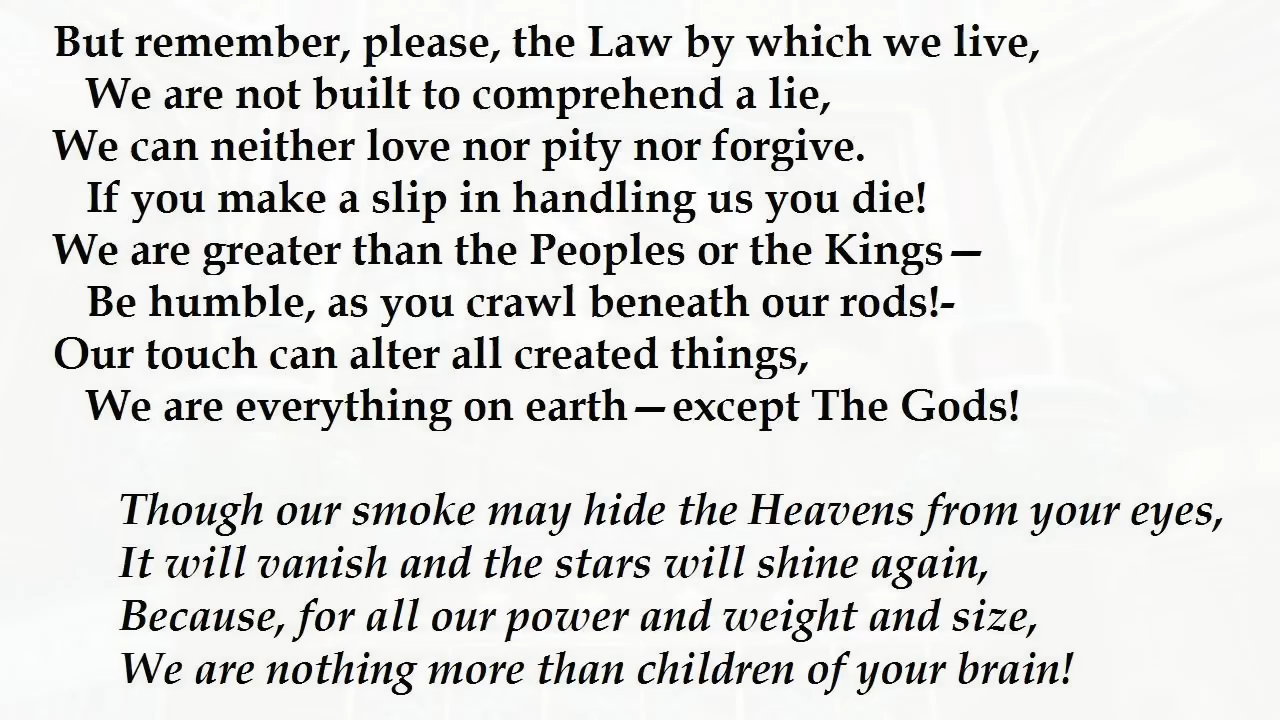 But remember, please, the Law by which we live,
We are not built to comprehend a lie,
We can neither love nor pity nor forgive.
If you make a slip in handling us you die!
We are greater than the Peoples or the Kings—
Be humble, as you crawl beneath our rods!-
Our touch can alter all created things,
We are everything on earth—except The Gods!
Though our smoke may hide the Heavens from your eyes,
It will vanish and the stars will shine again,
Because, for all our power and weight and size,
We are nothing more than children of your brain!